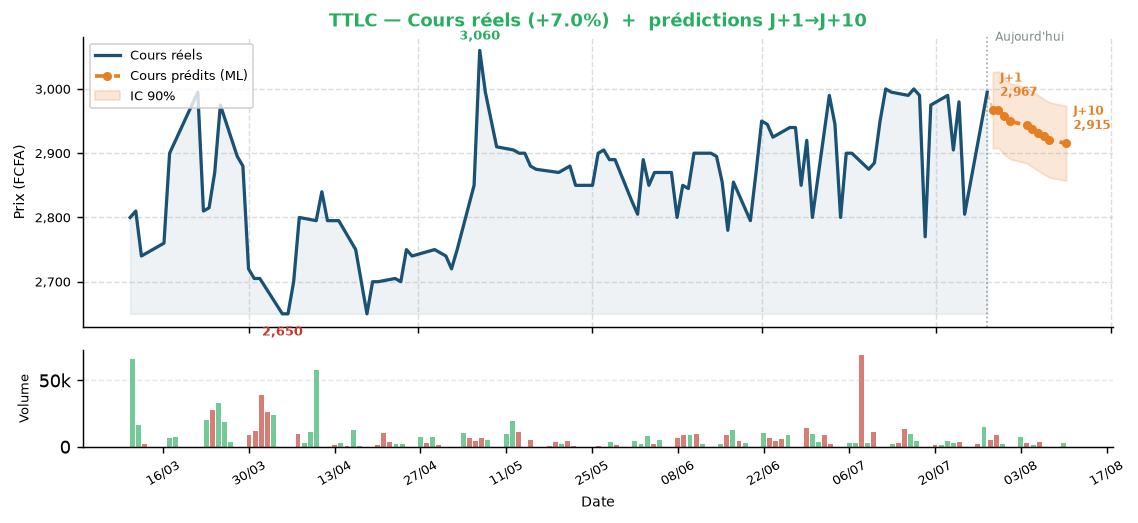 TTLC — Cours réels (+7.0%)  +  prédictions J+1→J+10
3,060
Aujourd'hui
Cours réels
Cours prédits (ML)
IC 90%
J+1
2,967
J+10
2,915
Prix (FCFA)
3,000
2,900
2,800
2,700
2,650
Volume
50k
0
16/03
30/03
13/04
27/04
11/05
25/05
08/06
22/06
06/07
20/07
03/08
17/08
Date